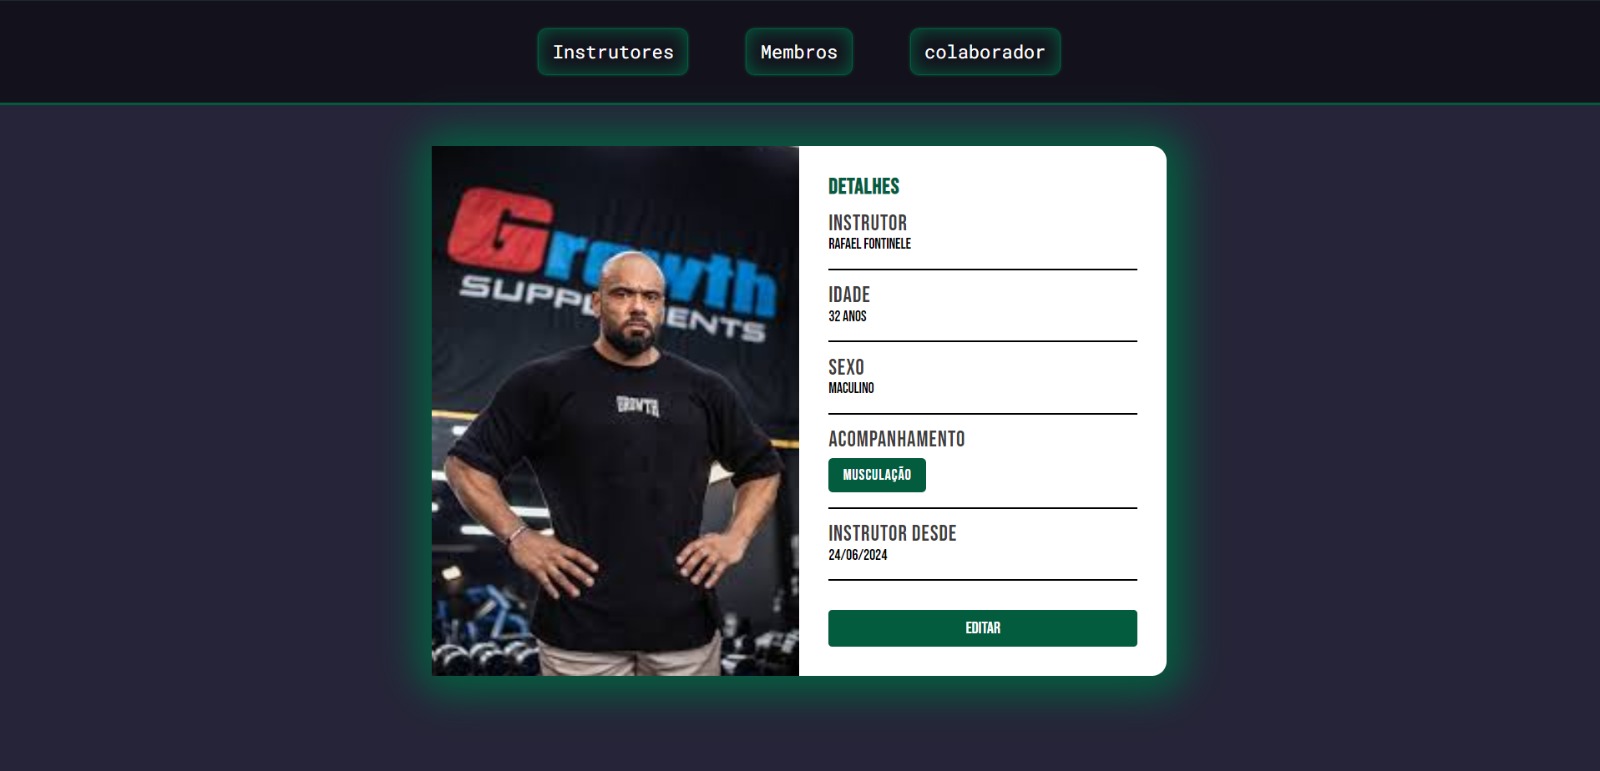 Instrutores
Membros
colaborador
Growth
SUPPLEMENTS
GROWTH
DETALHES
INSTRUTOR
RAFAEL FONTINELE
IDADE
32 ANOS
SEXO
MACULINO
ACOMPANHAMENTO
MUSCULAÇÃO
INSTRUTOR DESDE
24/06/2024
EDITAR